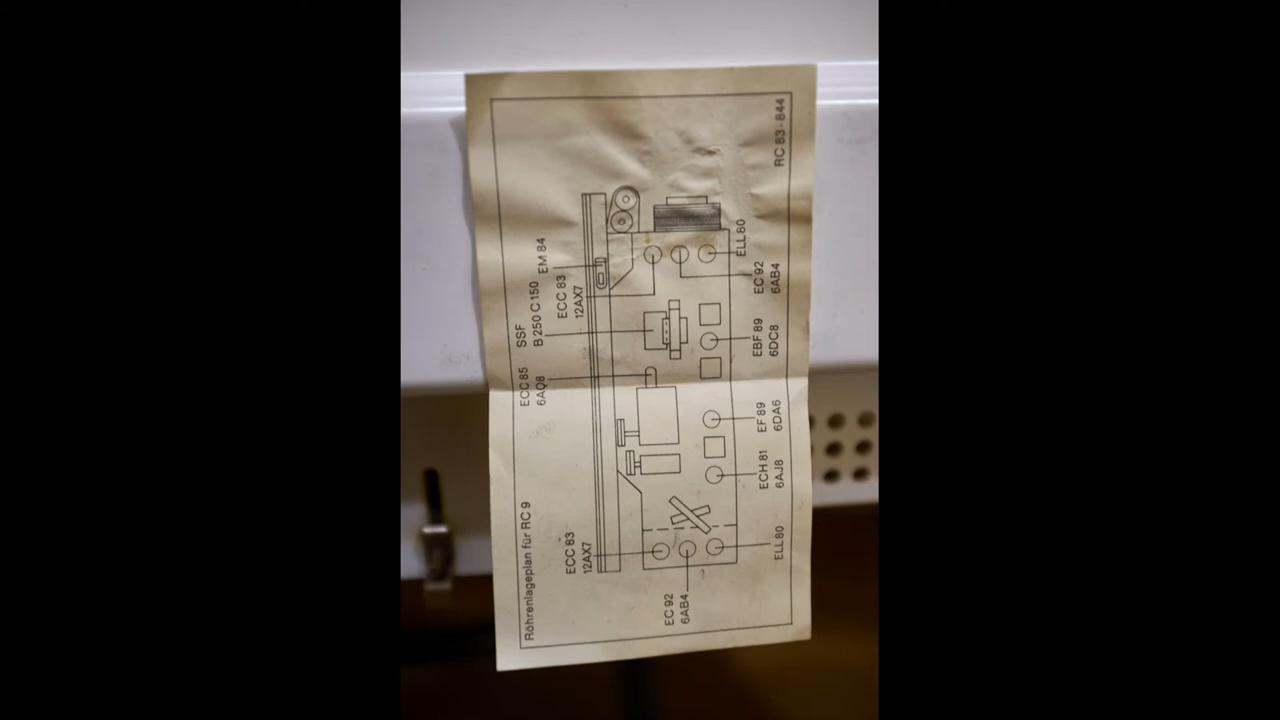 Röhrenlageplan für RC 9
ECC 85
6AQ8
SSF
B 250 C 150
EM 84
ECC 83
12AX7
ECC 83
12AX7
EC 92
6AB4
ELL 80
ECH 81
6AJ8
EF 89
6DA6
EBF 89
6DC8
EC 92
6AB4
ELL 80
RC 83 - 844